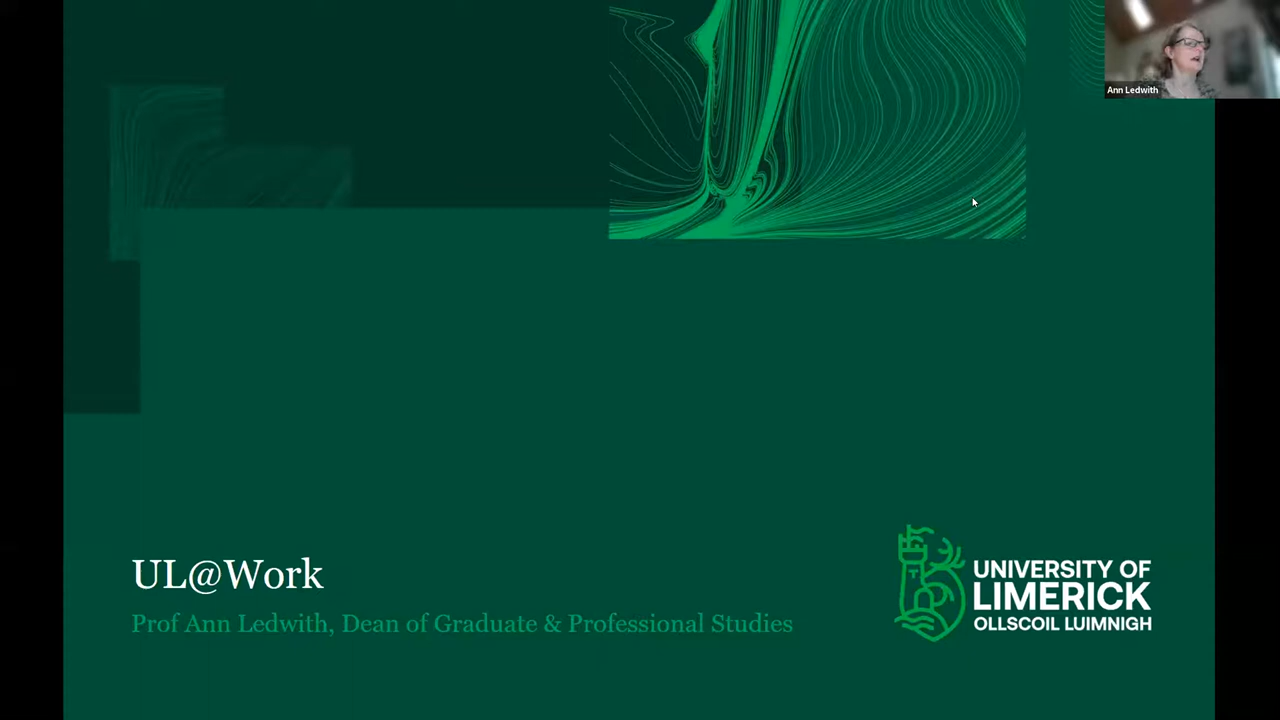 Ann Ledwith
UL@Work
Prof Ann Ledwith, Dean of Graduate & Professional Studies
UNIVERSITY OF
LIMERICK
OLLSCOIL LUIMNIGH